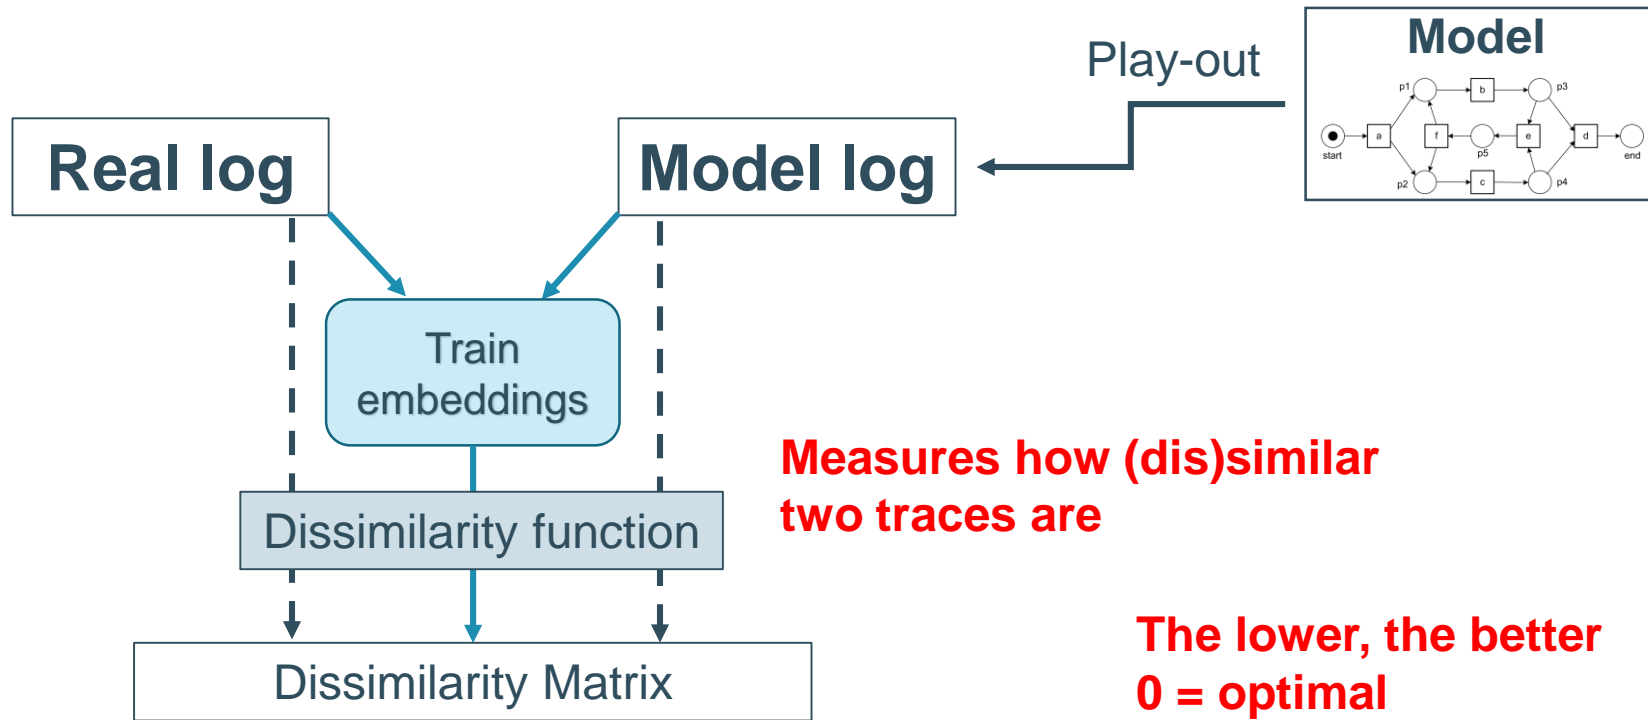 Model
Play-out
p1
b
p3
a
f
e
d
start
p5
end
p2
c
p4
Real log
Model log
Train
embeddings
Measures how (dis)similar
two traces are
Dissimilarity function
The lower, the better
0 = optimal
Dissimilarity Matrix